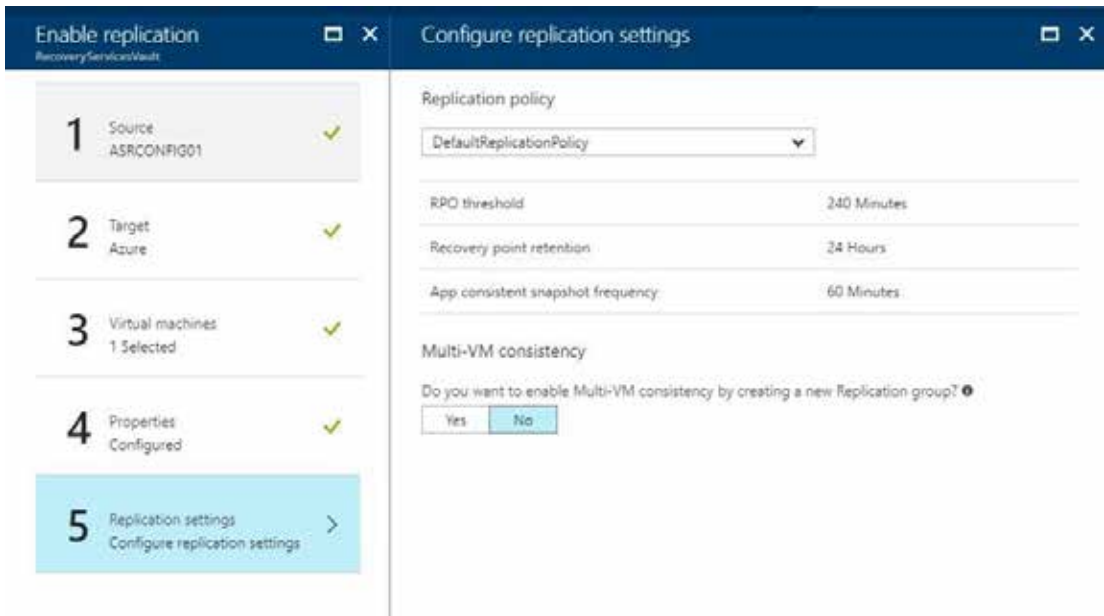 Enable replication
RecoveryServicesVault
1
Source
ASRCONFIG01
2
Target
Azure
3
Virtual machines
1 Selected
4
Properties
Configured
5
Replication settings
Configure replication settings
Configure replication settings
Replication policy
DefaultReplicationPolicy
RPO threshold 240 Minutes
Recovery point retention 24 Hours
App consistent snapshot frequency 60 Minutes
Multi-VM consistency
Do you want to enable Multi-VM consistency by creating a new Replication group?
Yes No